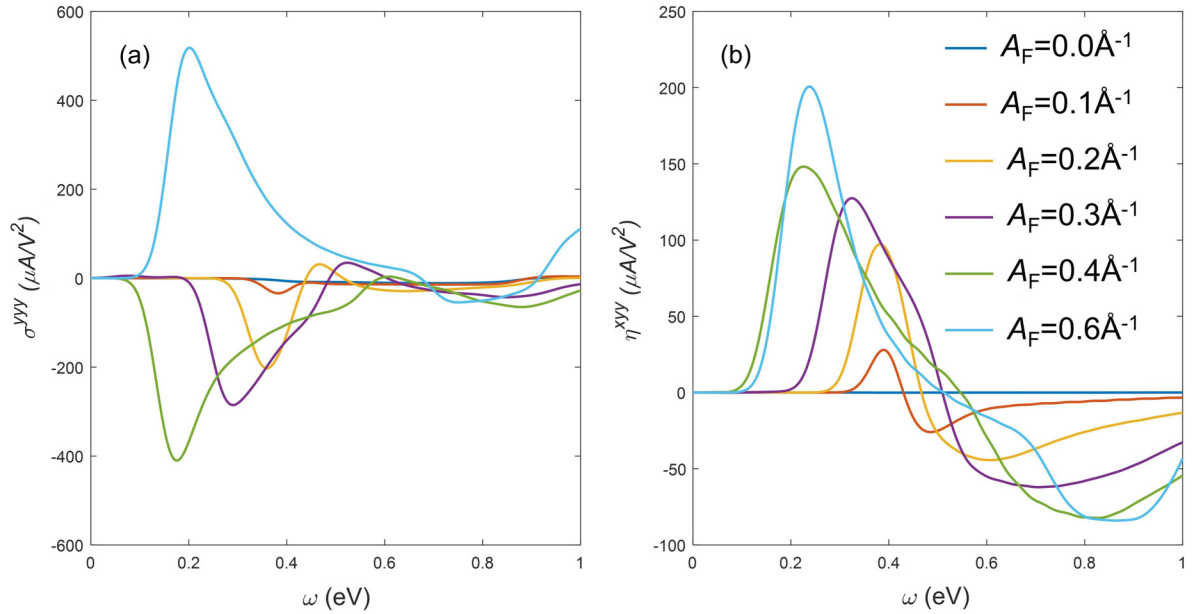 (a)
600
400
200
0
-200
-400
-600
σʸʸʸ (μA/V²)
0 0.2 0.4 0.6 0.8 1
ω (eV)
(b)
250
200
150
100
50
0
-50
-100
ηˣʸʸ (μA/V²)
0 0.2 0.4 0.6 0.8 1
ω (eV)
A_F=0.0Å⁻¹
A_F=0.1Å⁻¹
A_F=0.2Å⁻¹
A_F=0.3Å⁻¹
A_F=0.4Å⁻¹
A_F=0.6Å⁻¹